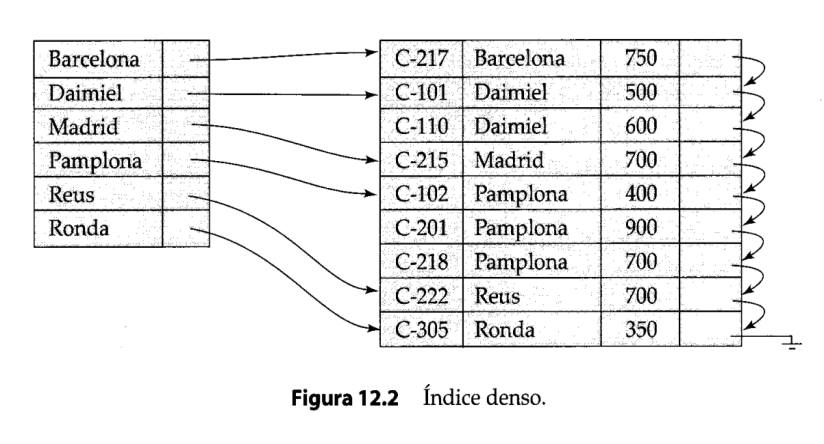 Barcelona
Daimiel
Madrid
Pamplona
Reus
Ronda
C-217 Barcelona 750
C-101 Daimiel 500
C-110 Daimiel 600
C-215 Madrid 700
C-102 Pamplona 400
C-201 Pamplona 900
C-218 Pamplona 700
C-222 Reus 700
C-305 Ronda 350
Figura 12.2 Índice denso.